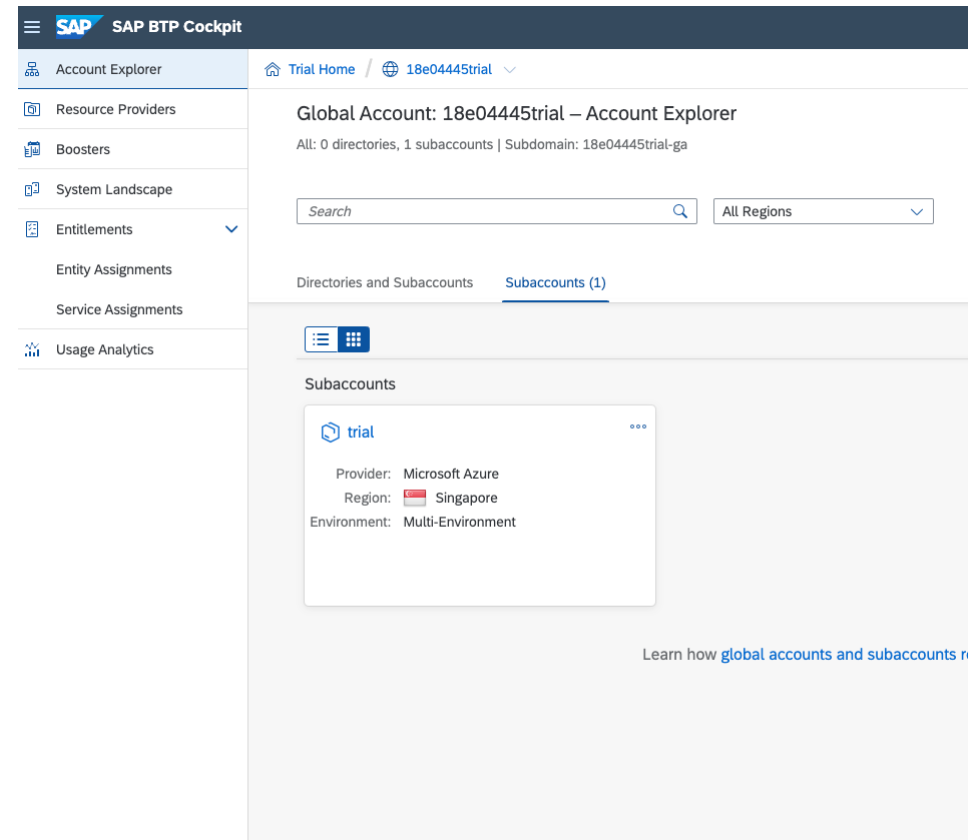 SAP SAP BTP Cockpit
Account Explorer
Resource Providers
Boosters
System Landscape
Entitlements
Entity Assignments
Service Assignments
Usage Analytics
Trial Home / 18e04445trial
Global Account: 18e04445trial – Account Explorer
All: 0 directories, 1 subaccounts | Subdomain: 18e04445trial-ga
Search
All Regions
Directories and Subaccounts
Subaccounts (1)
Subaccounts
trial
Provider: Microsoft Azure
Region: Singapore
Environment: Multi-Environment
Learn how global accounts and subaccounts